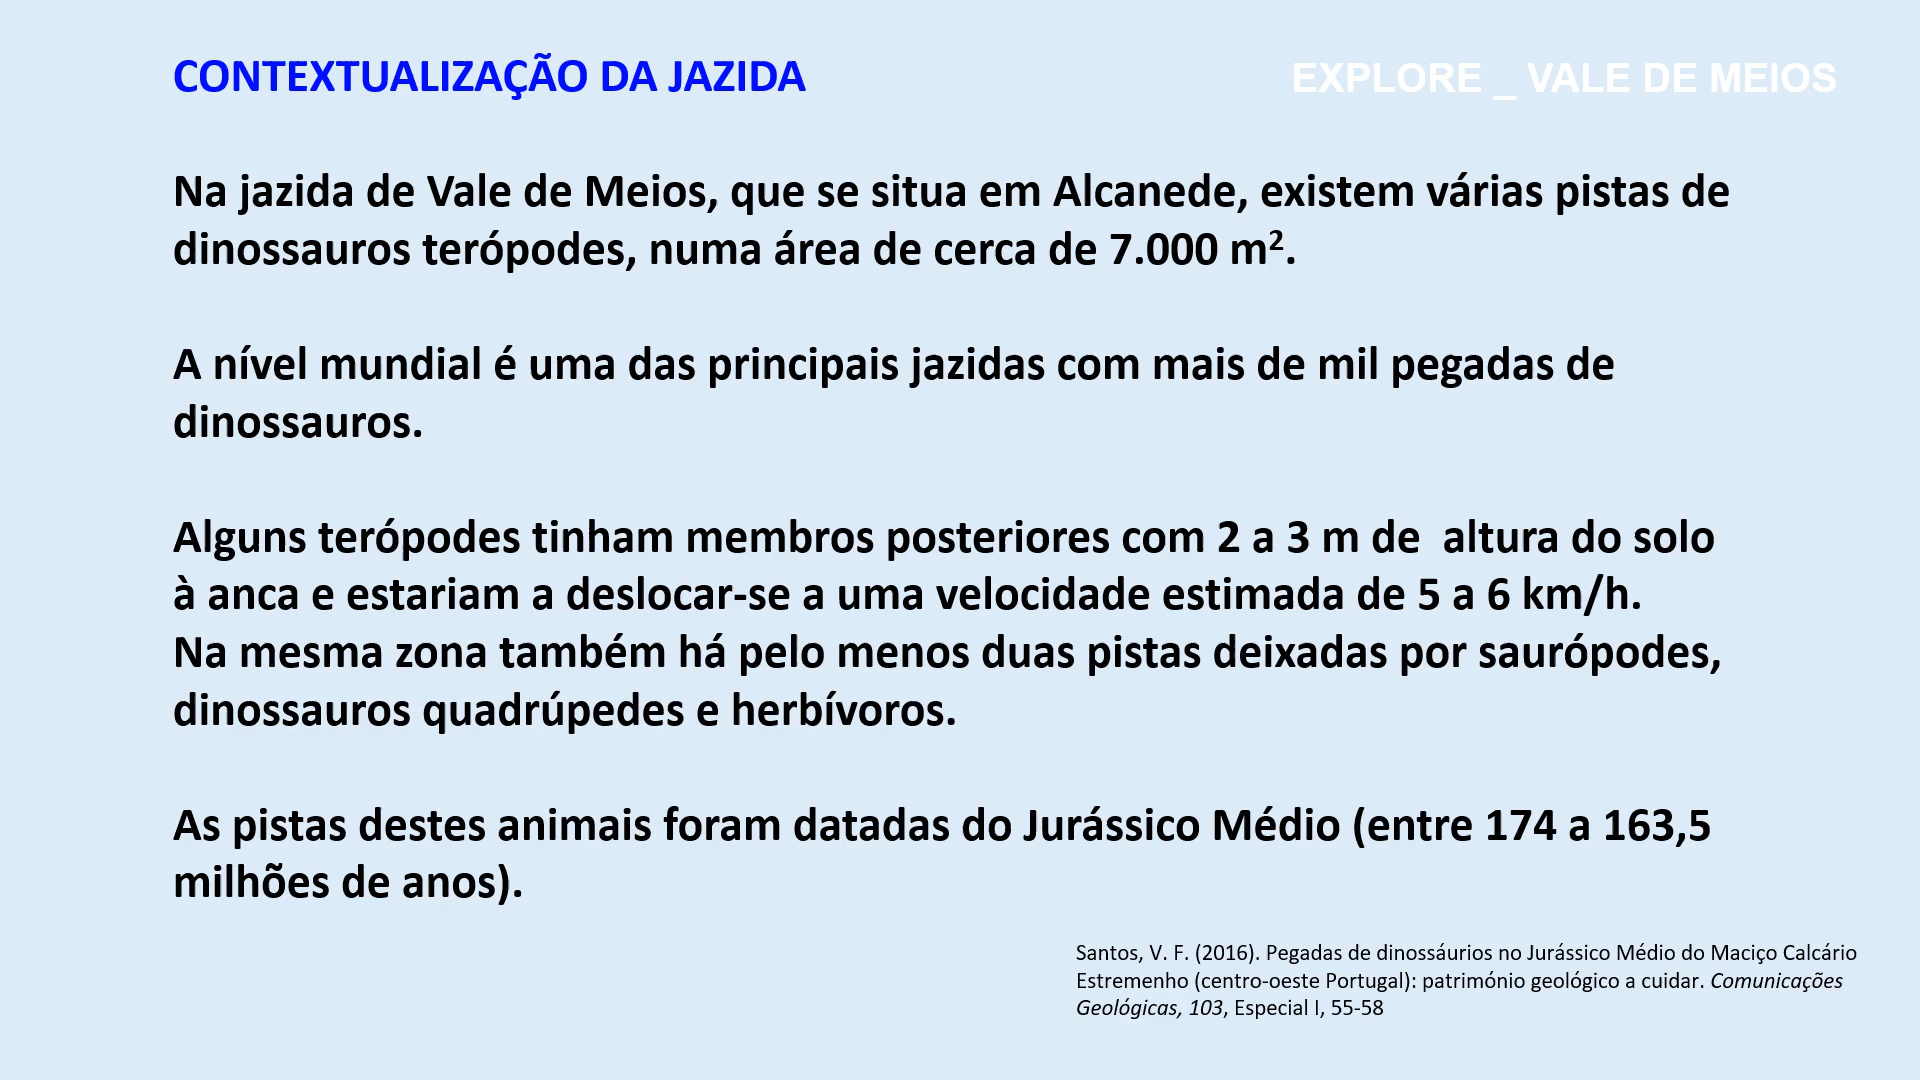 CONTEXTUALIZAÇÃO DA JAZIDA
EXPLORE _ VALE DE MEIOS
Na jazida de Vale de Meios, que se situa em Alcanede, existem várias pistas de
dinossauros terópodes, numa área de cerca de 7.000 m².
A nível mundial é uma das principais jazidas com mais de mil pegadas de
dinossauros.
Alguns terópodes tinham membros posteriores com 2 a 3 m de  altura do solo
à anca e estariam a deslocar-se a uma velocidade estimada de 5 a 6 km/h.
Na mesma zona também há pelo menos duas pistas deixadas por saurópodes,
dinossauros quadrúpedes e herbívoros.
As pistas destes animais foram datadas do Jurássico Médio (entre 174 a 163,5
milhões de anos).
Santos, V. F. (2016). Pegadas de dinossáurios no Jurássico Médio do Maciço Calcário
Estremenho (centro-oeste Portugal): património geológico a cuidar. Comunicações
Geológicas, 103, Especial I, 55-58